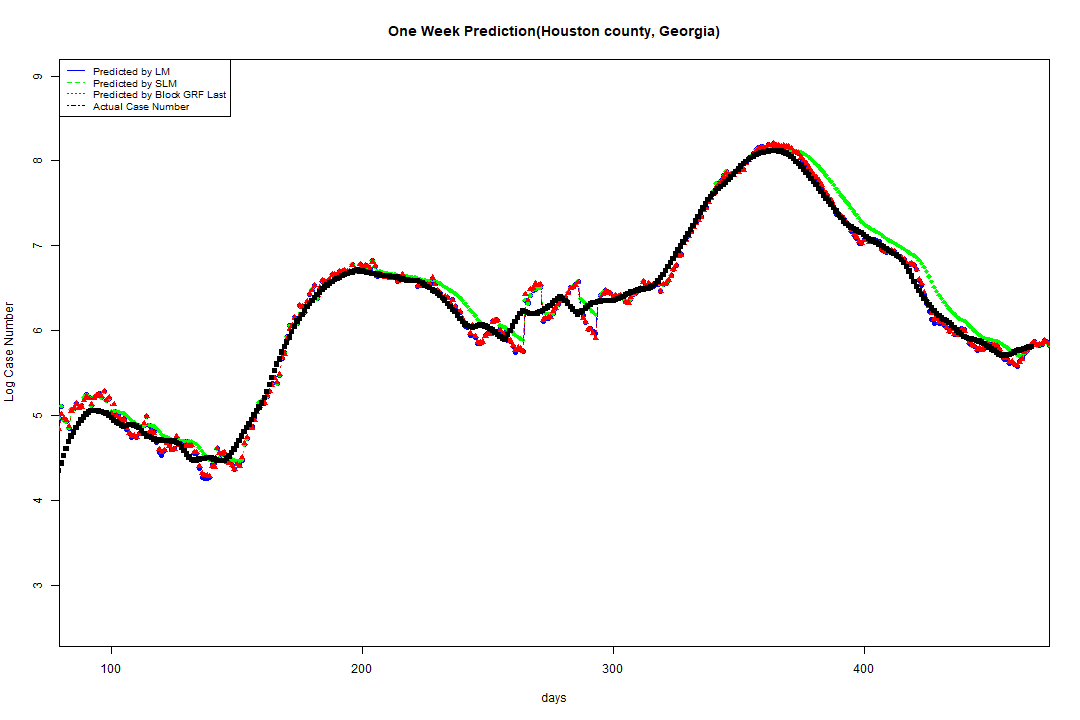 One Week Prediction(Houston county, Georgia)
Predicted by LM
Predicted by SLM
Predicted by Block GRF Last
Actual Case Number
9
8
7
6
5
4
3
Log Case Number
100 200 300 400
days